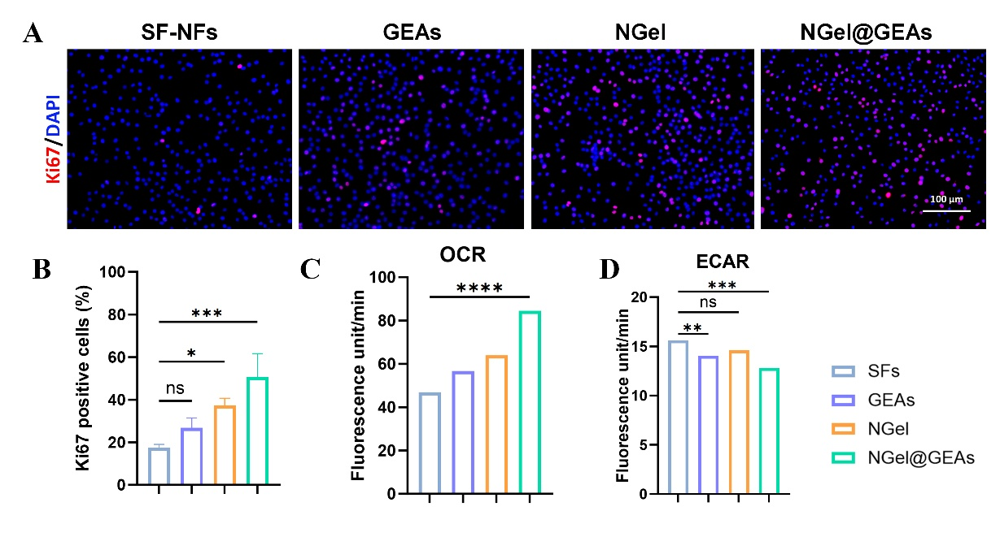 A
SF-NFs
GEAs
NGel
NGel@GEAs
Ki67/DAPI
100 µm
B
Ki67 positive cells (%)
100
80
60
40
20
0
***
*
ns
C
OCR
Fluorescence unit/min
100
80
60
40
20
0
****
D
ECAR
Fluorescence unit/min
20
15
10
5
0
***
ns
**
SFs
GEAs
NGel
NGel@GEAs